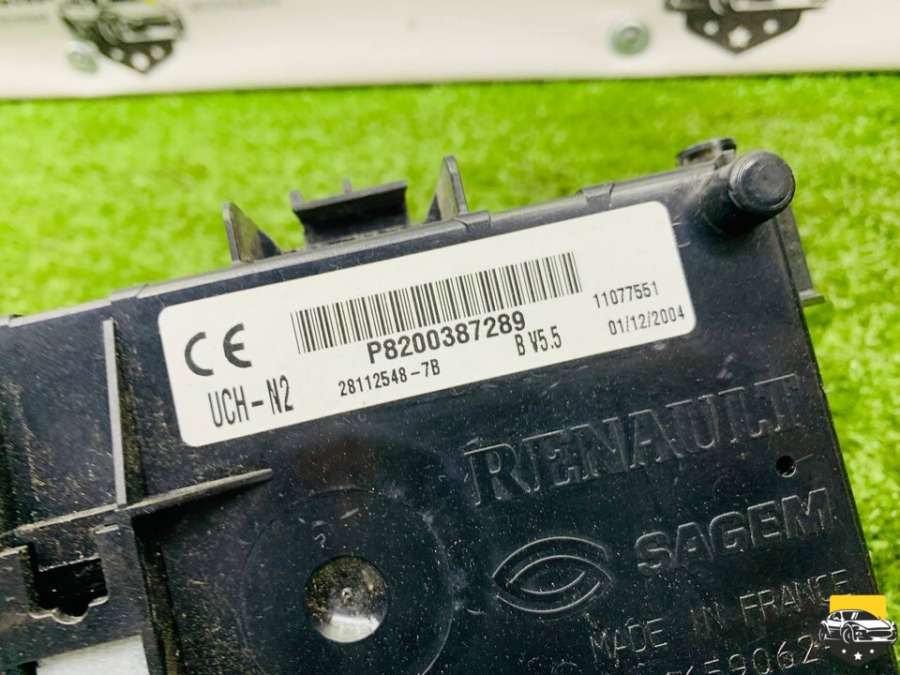 CE
UCH-N2
P8200387289
28112548-7B
B V5.5
11077551
01/12/2004
RENAULT
SAGEM
MADE IN FRANCE